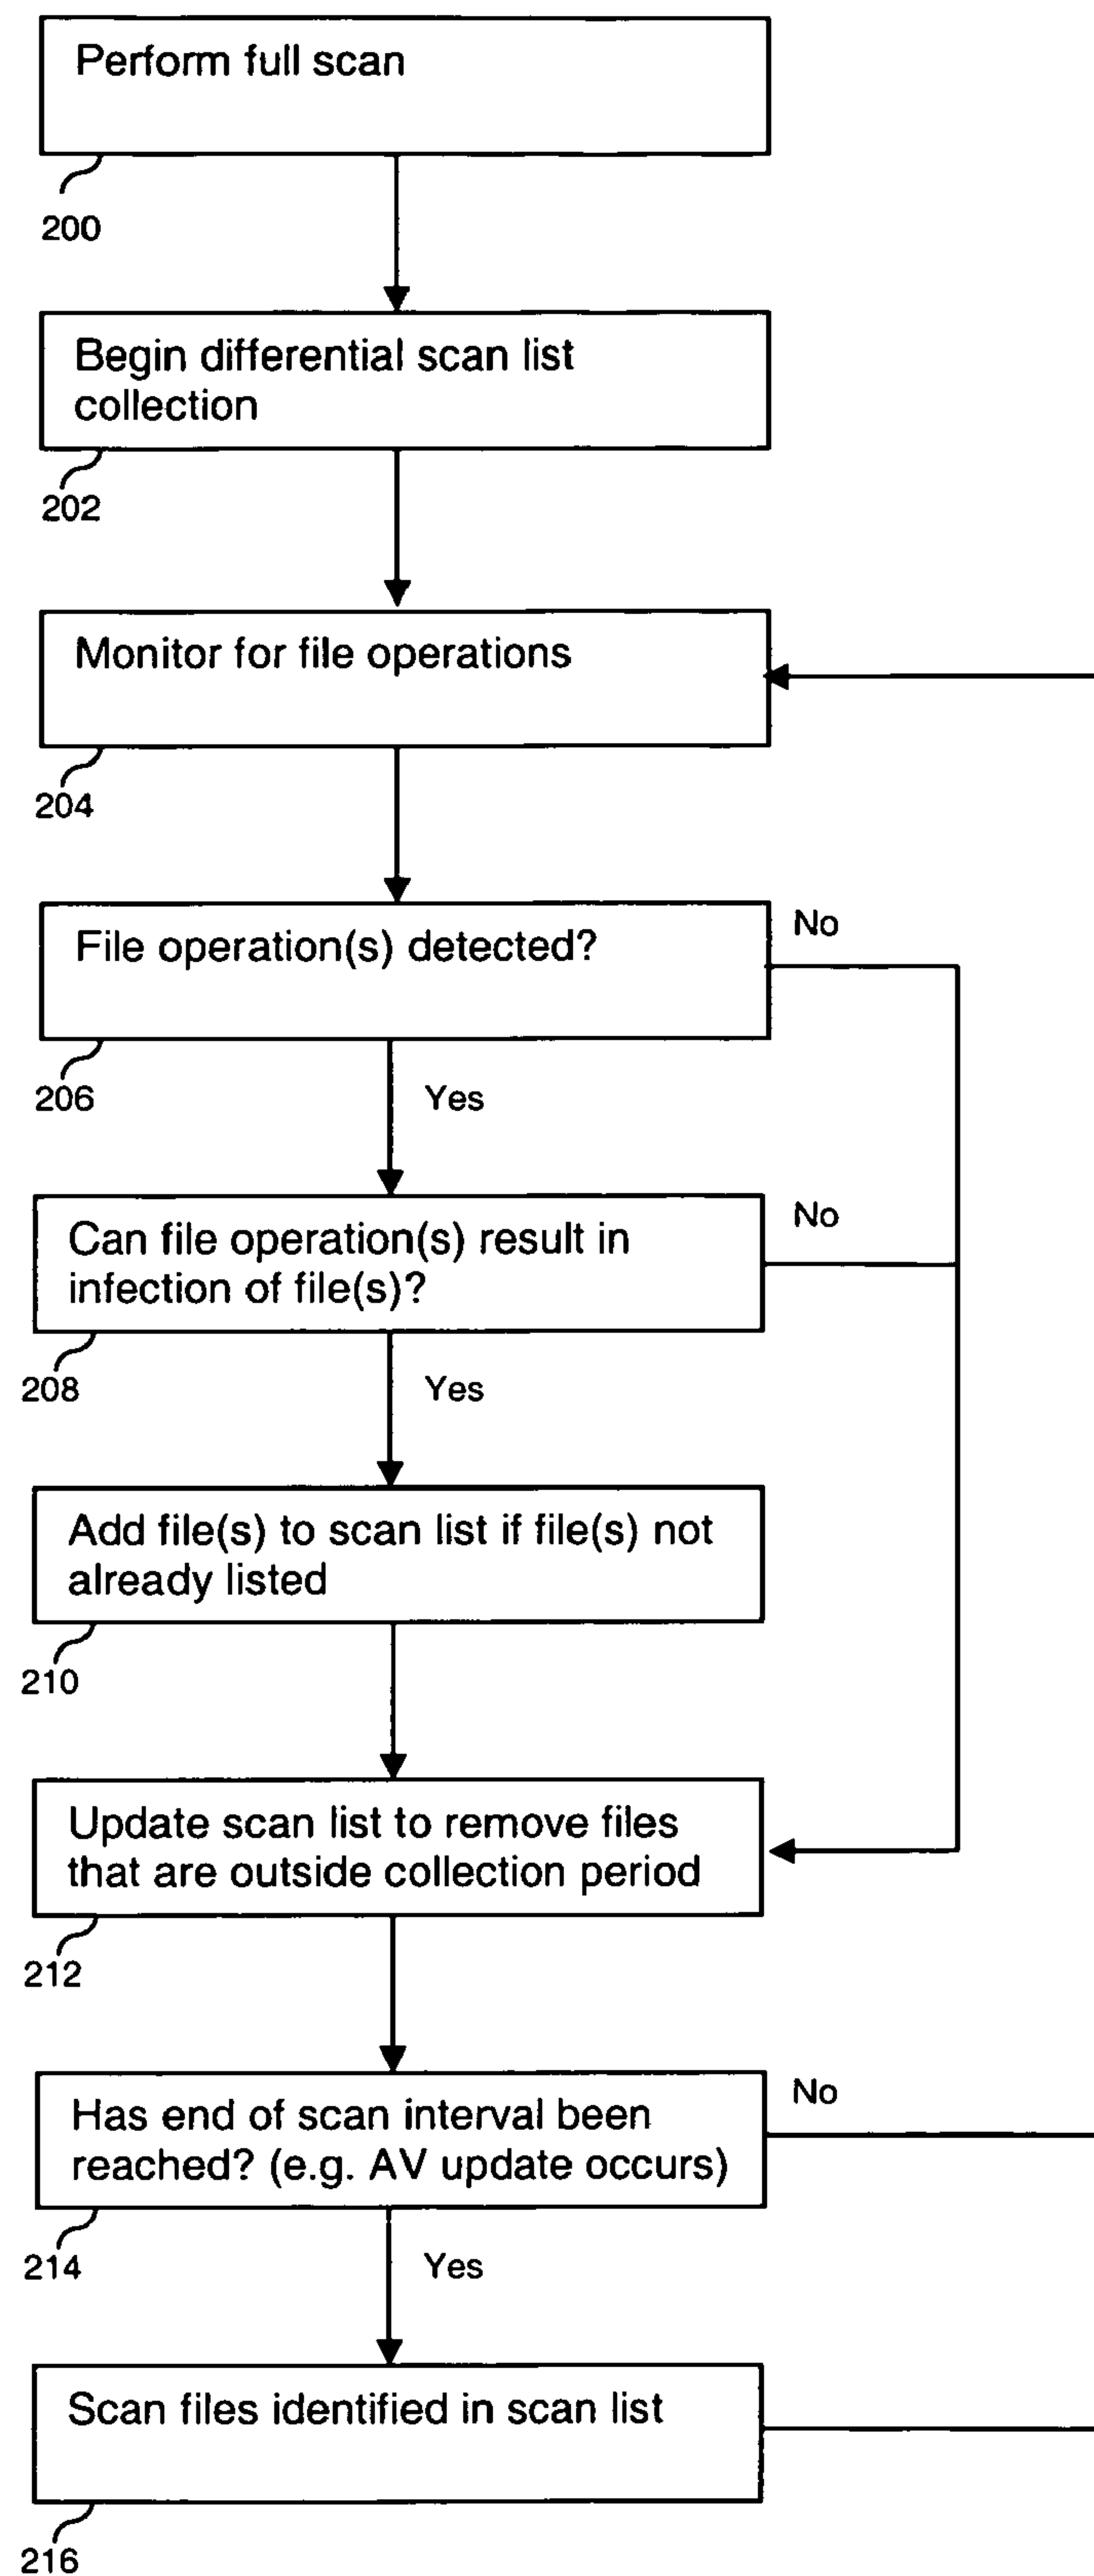 Perform full scan
200
Begin differential scan list
collection
202
Monitor for file operations
204
File operation(s) detected?
No
206
Yes
Can file operation(s) result in
infection of file(s)?
No
208
Yes
Add file(s) to scan list if file(s) not
already listed
210
Update scan list to remove files
that are outside collection period
212
Has end of scan interval been
reached? (e.g. AV update occurs)
No
214
Yes
Scan files identified in scan list
216